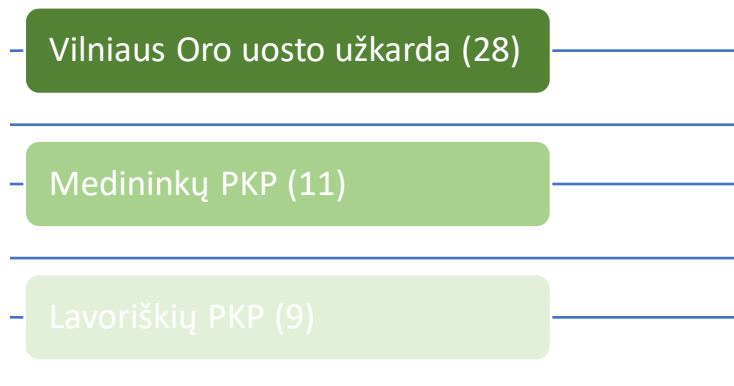 Vilniaus Oro uosto užkarda (28)
Medininkų PKP (11)
Lavoriškių PKP (9)